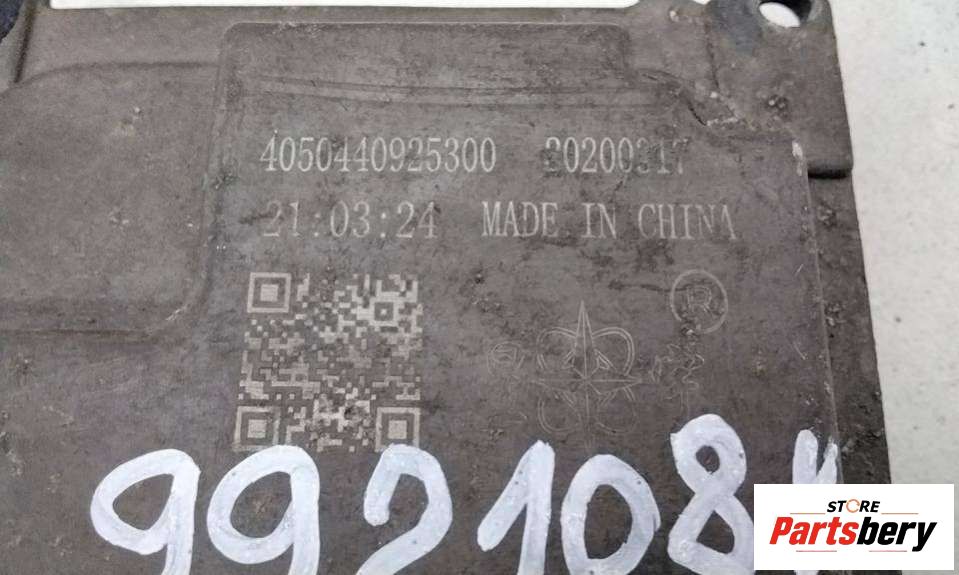 4050440925300 20200317
21:03:24 MADE IN CHINA
R
992108
STORE
Partsbery